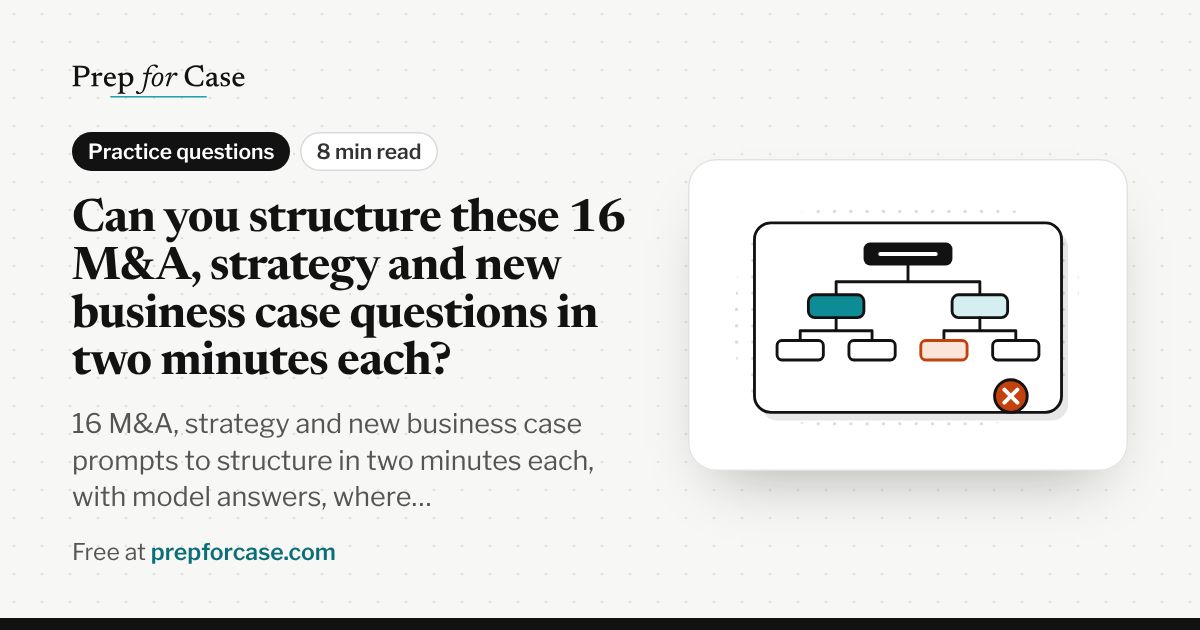 Prep for Case
Practice questions
8 min read
Can you structure these 16
M&A, strategy and new
business case questions in
two minutes each?
16 M&A, strategy and new business case
prompts to structure in two minutes each,
with model answers, where...
Free at prepforcase.com